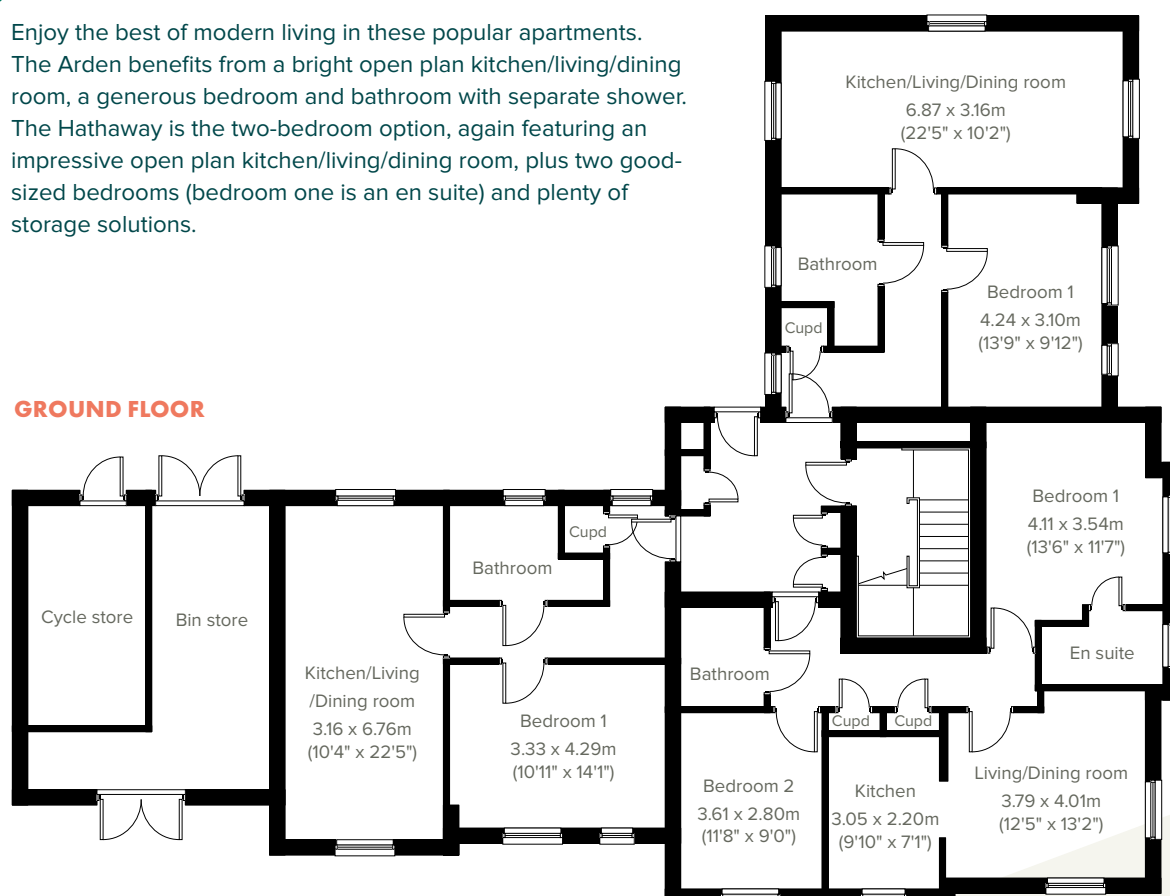 Enjoy the best of modern living in these popular apartments.
The Arden benefits from a bright open plan kitchen/living/dining
room, a generous bedroom and bathroom with separate shower.
The Hathaway is the two-bedroom option, again featuring an
impressive open plan kitchen/living/dining room, plus two good-
sized bedrooms (bedroom one is an en suite) and plenty of
storage solutions.
Kitchen/Living/Dining room
6.87 x 3.16m
(22'5" x 10'2")
Bathroom
Cupd
Bedroom 1
4.24 x 3.10m
(13'9" x 9'12")
GROUND FLOOR
Cycle store
Bin store
Kitchen/Living
/Dining room
3.16 x 6.76m
(10'4" x 22'5")
Bathroom
Cupd
Bedroom 1
3.33 x 4.29m
(10'11" x 14'1")
Bedroom 1
4.11 x 3.54m
(13'6" x 11'7")
En suite
Bathroom
Cupd
Cupd
Bedroom 2
3.61 x 2.80m
(11'8" x 9'0")
Kitchen
3.05 x 2.20m
(9'10" x 7'1")
Living/Dining room
3.79 x 4.01m
(12'5" x 13'2")